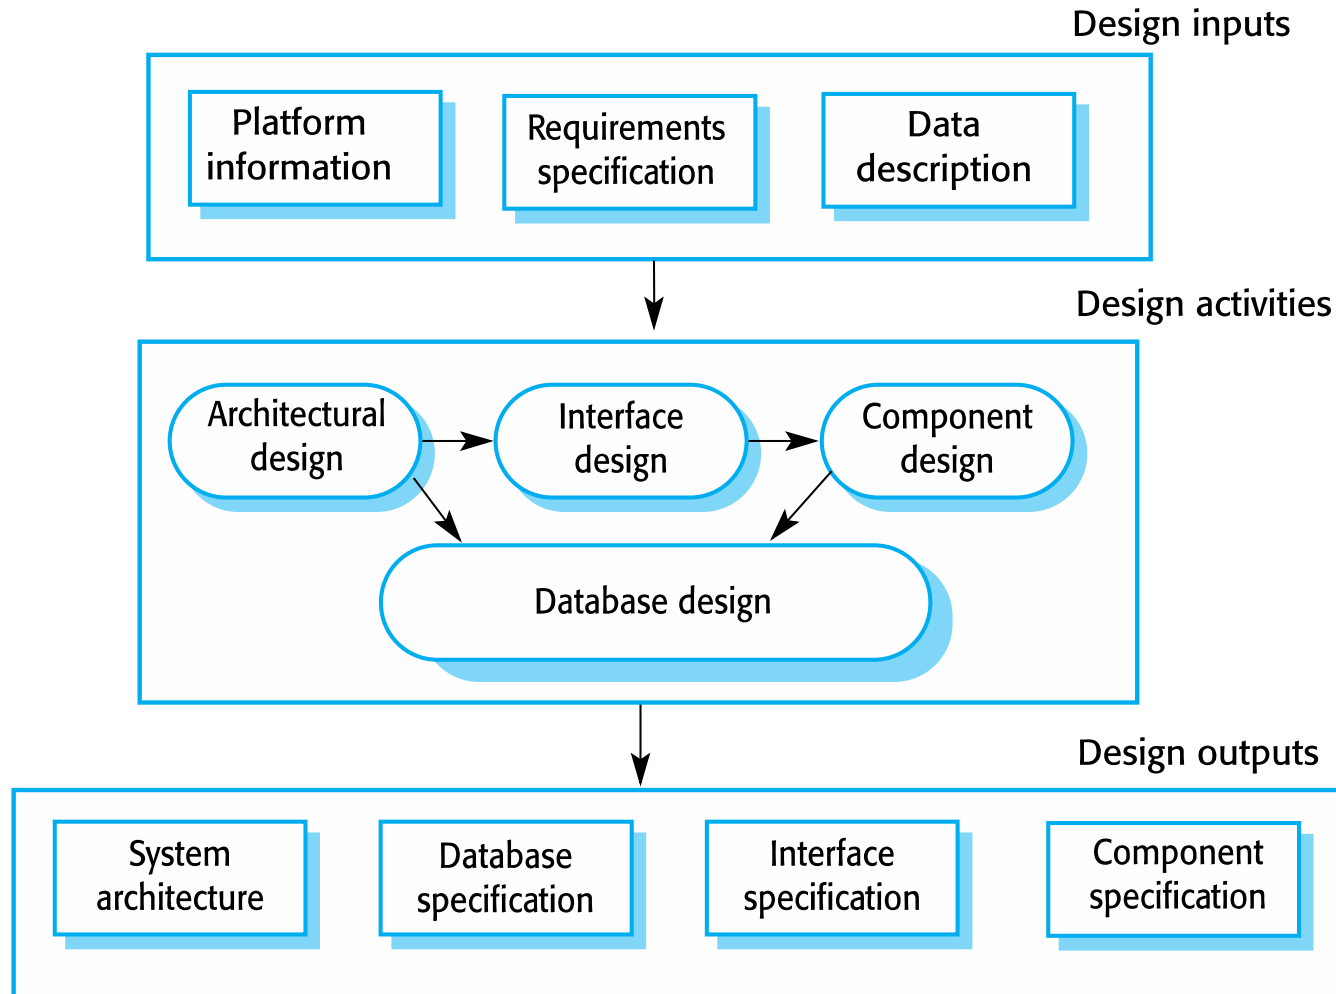 Design inputs
Platform
information
Requirements
specification
Data
description
Design activities
Architectural
design
Interface
design
Component
design
Database design
Design outputs
System
architecture
Database
specification
Interface
specification
Component
specification